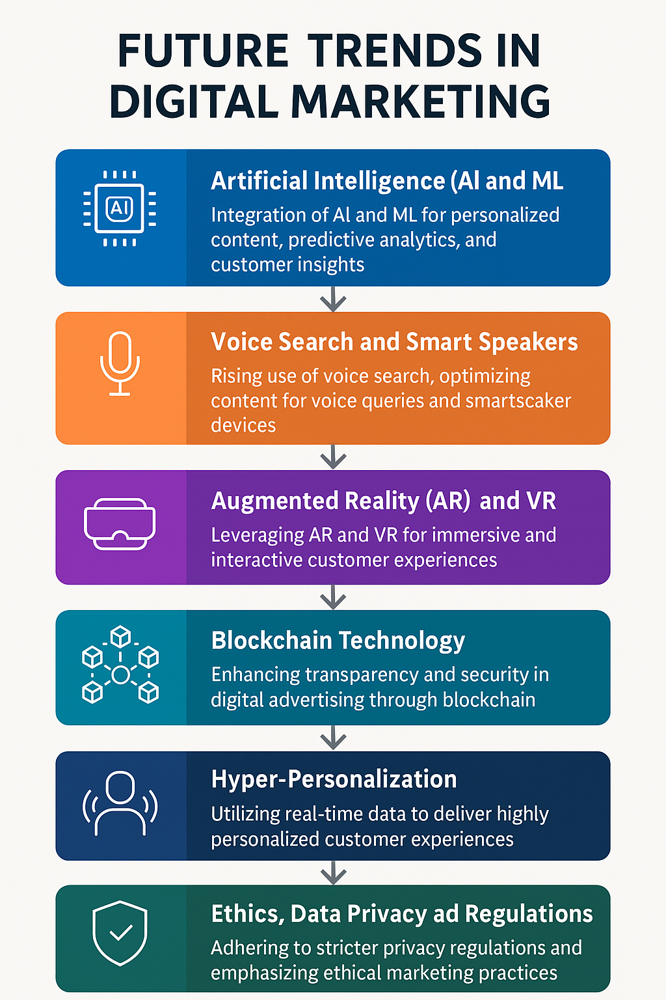 FUTURE TRENDS IN
DIGITAL MARKETING
AI
Artificial Intelligence (AI and ML
Integration of AI and ML for personalized
content, predictive analytics, and
customer insights
Voice Search and Smart Speakers
Rising use of voice search, optimizing
content for voice queries and smartscaker
devices
Augmented Reality (AR) and VR
Leveraging AR and VR for immersive and
interactive customer experiences
Blockchain Technology
Enhancing transparency and security in
digital advertising through blockchain
Hyper-Personalization
Utilizing real-time data to deliver highly
personalized customer experiences
Ethics, Data Privacy ad Regulations
Adhering to stricter privacy regulations and
emphasizing ethical marketing practices